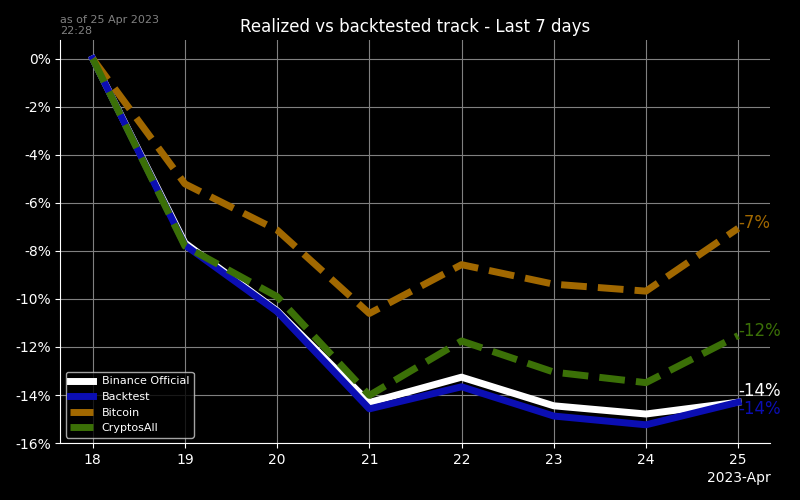 as of 25 Apr 2023
22:28
Realized vs backtested track - Last 7 days
0%
-2%
-4%
-6%
-8%
-10%
-12%
-14%
-16%
-7%
-12%
-14%
-14%
Binance Official
Backtest
Bitcoin
CryptosAll
18 19 20 21 22 23 24 25
2023-Apr